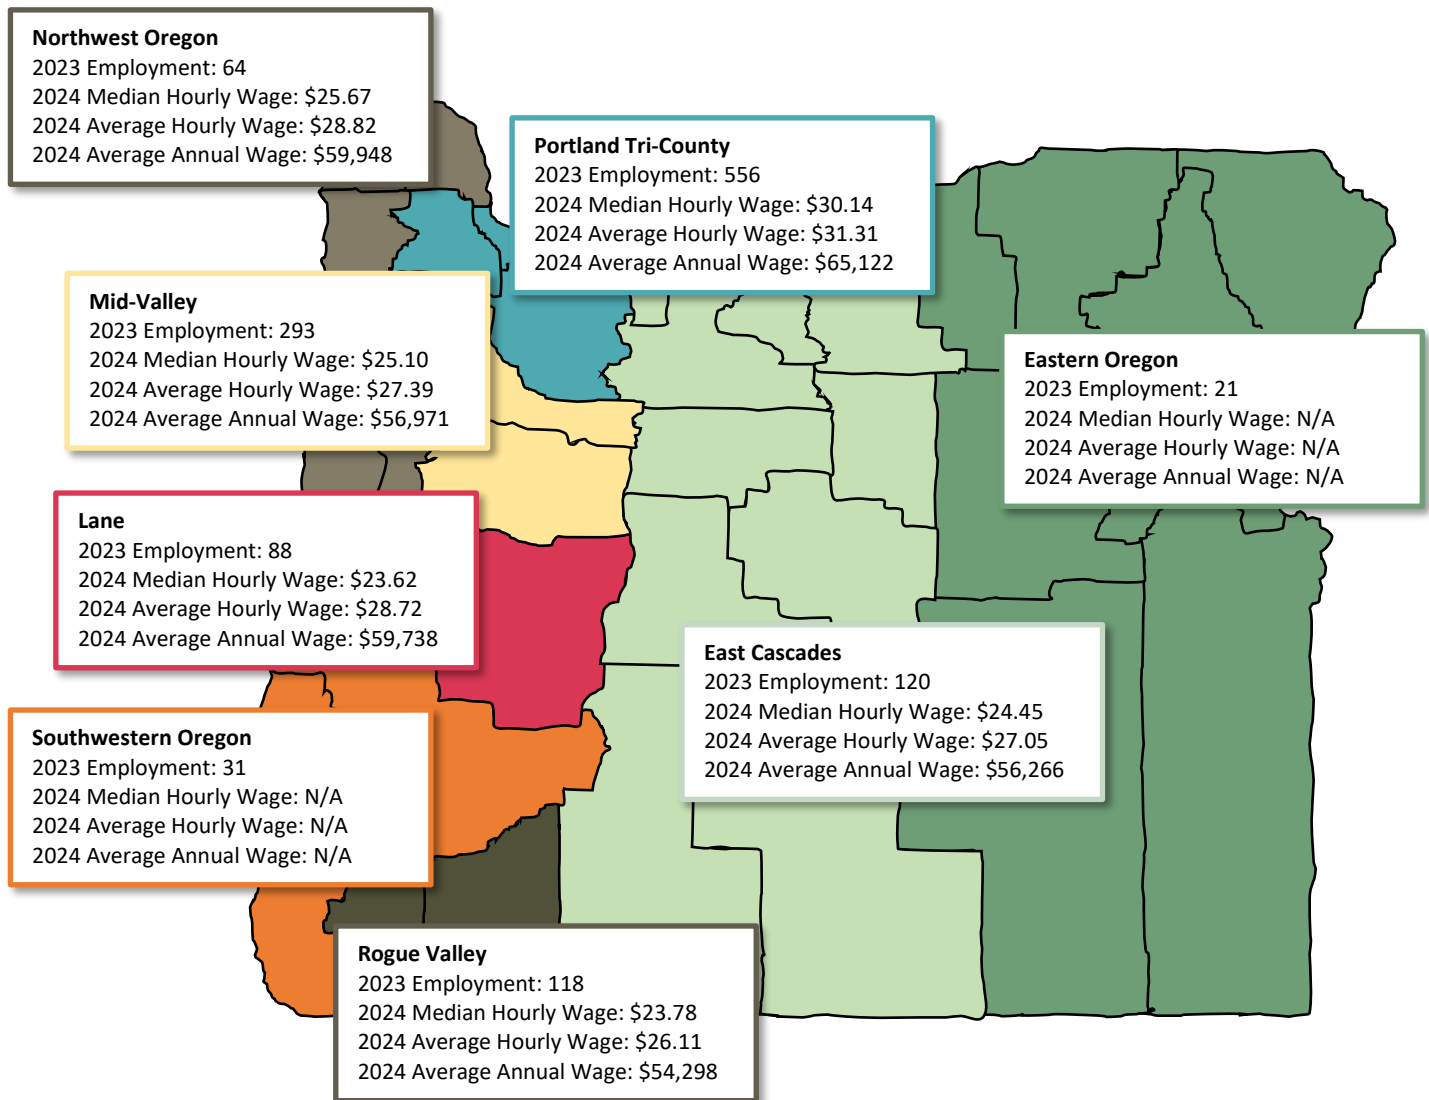 Northwest Oregon
2023 Employment: 64
2024 Median Hourly Wage: $25.67
2024 Average Hourly Wage: $28.82
2024 Average Annual Wage: $59,948
Portland Tri-County
2023 Employment: 556
2024 Median Hourly Wage: $30.14
2024 Average Hourly Wage: $31.31
2024 Average Annual Wage: $65,122
Mid-Valley
2023 Employment: 293
2024 Median Hourly Wage: $25.10
2024 Average Hourly Wage: $27.39
2024 Average Annual Wage: $56,971
Eastern Oregon
2023 Employment: 21
2024 Median Hourly Wage: N/A
2024 Average Hourly Wage: N/A
2024 Average Annual Wage: N/A
Lane
2023 Employment: 88
2024 Median Hourly Wage: $23.62
2024 Average Hourly Wage: $28.72
2024 Average Annual Wage: $59,738
East Cascades
2023 Employment: 120
2024 Median Hourly Wage: $24.45
2024 Average Hourly Wage: $27.05
2024 Average Annual Wage: $56,266
Southwestern Oregon
2023 Employment: 31
2024 Median Hourly Wage: N/A
2024 Average Hourly Wage: N/A
2024 Average Annual Wage: N/A
Rogue Valley
2023 Employment: 118
2024 Median Hourly Wage: $23.78
2024 Average Hourly Wage: $26.11
2024 Average Annual Wage: $54,298